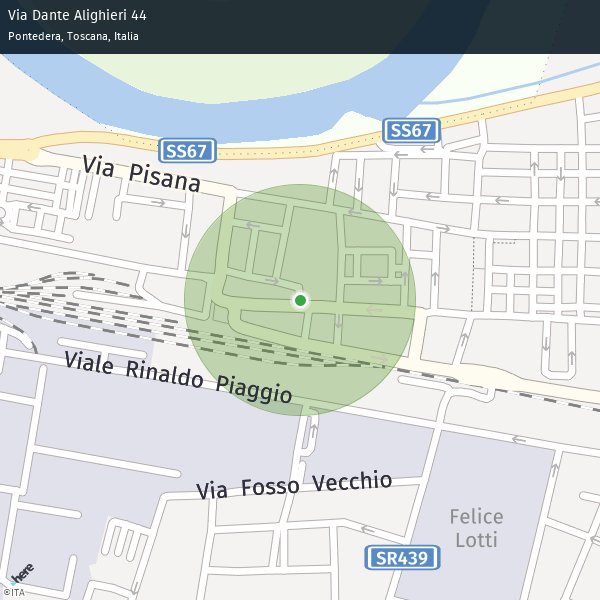 Via Dante Alighieri 44
Pontedera, Toscana, Italia
SS67
SS67
Via Pisana
Viale Rinaldo Piaggio
Via Fosso Vecchio
Felice
Lotti
SR439
here
©ITA